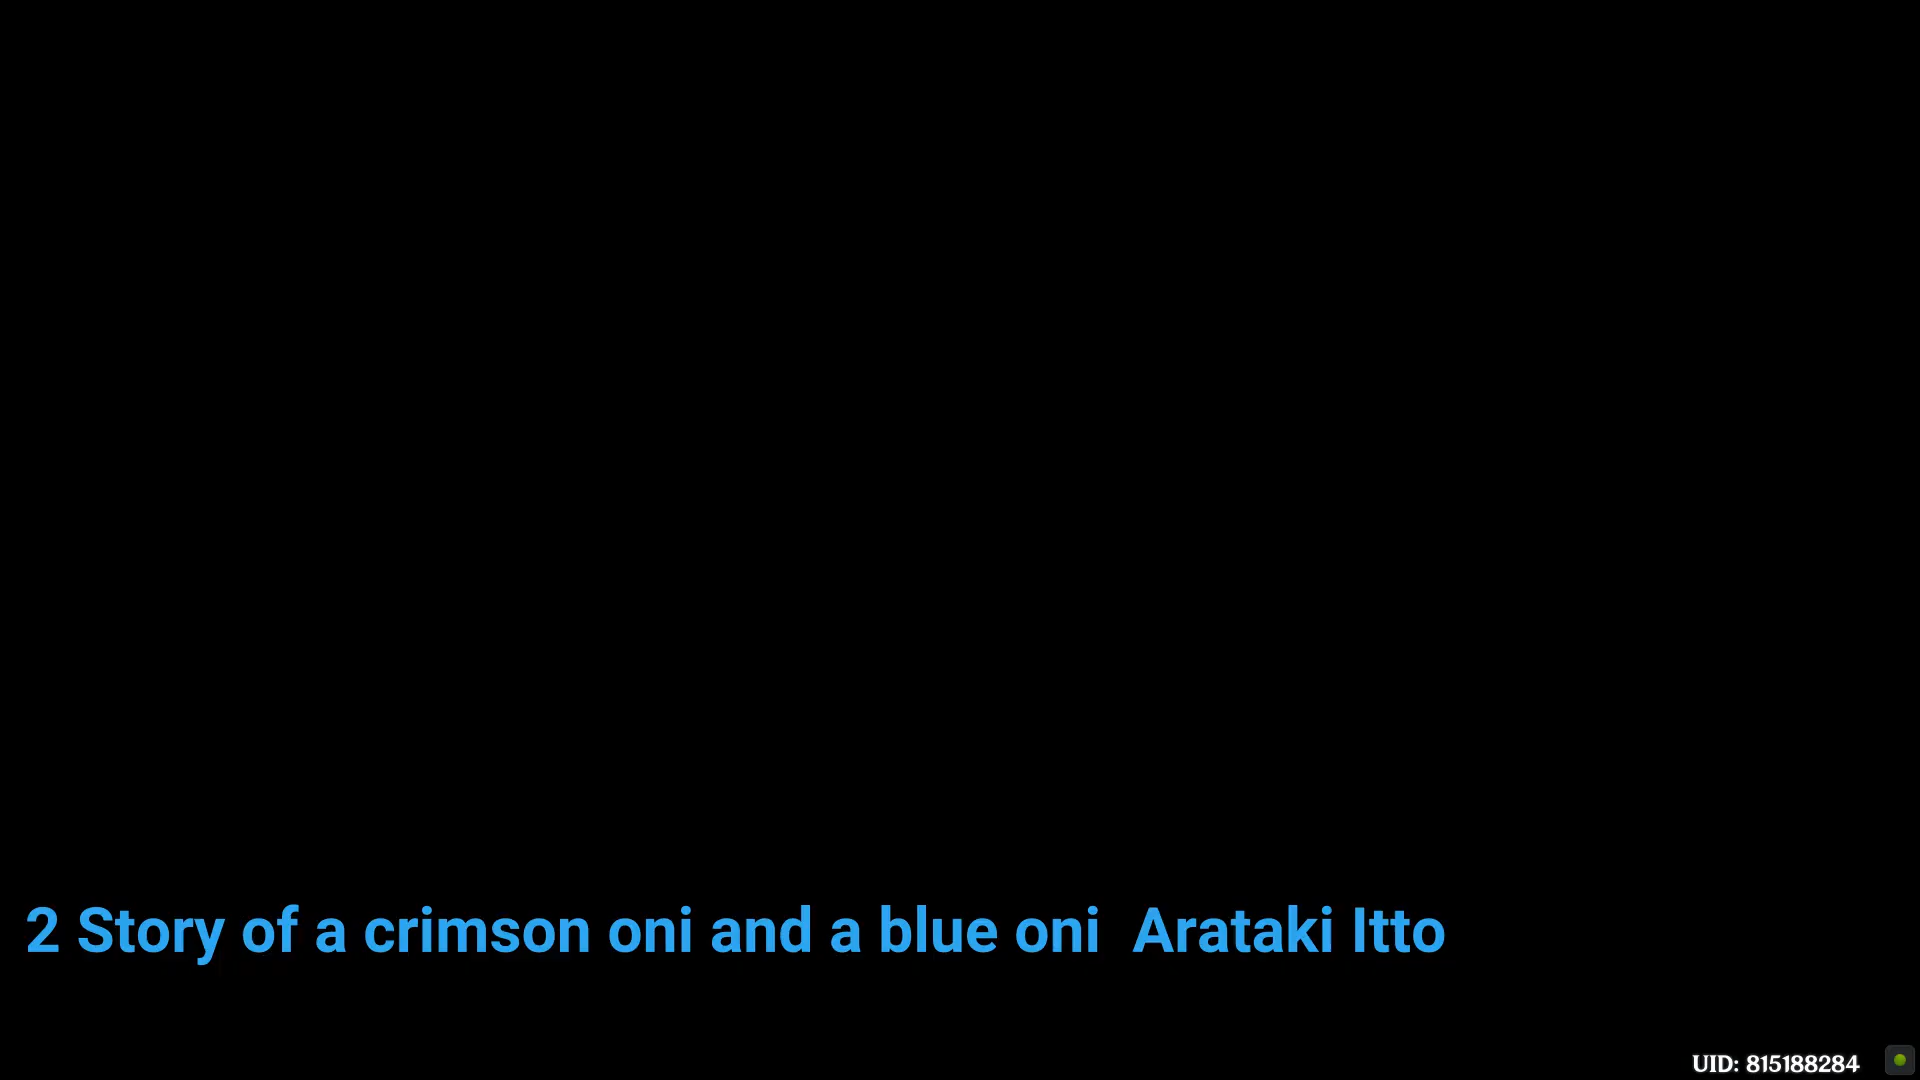 2 Story of a crimson oni and a blue oni  Arataki Itto
UID: 815188284